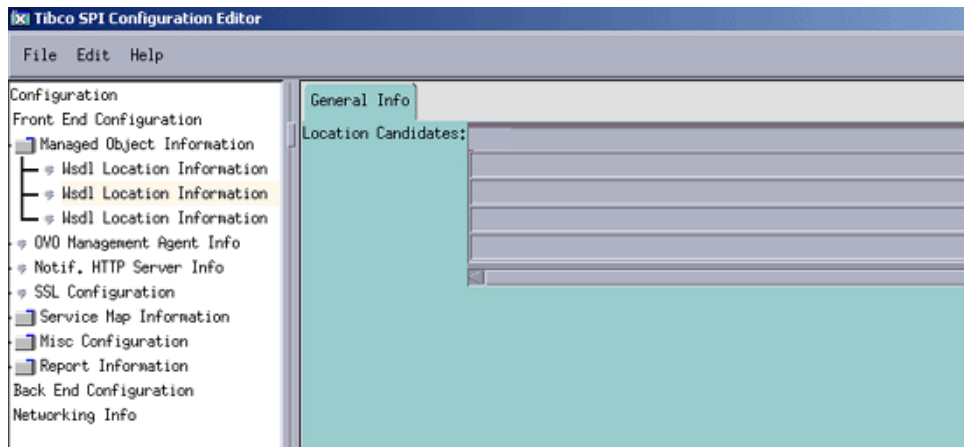 Tibco SPI Configuration Editor
File Edit Help
Configuration
Front End Configuration
Managed Object Information
Wsdl Location Information
Wsdl Location Information
Wsdl Location Information
OVO Management Agent Info
Notif. HTTP Server Info
SSL Configuration
Service Map Information
Misc Configuration
Report Information
Back End Configuration
Networking Info
General Info
Location Candidates: